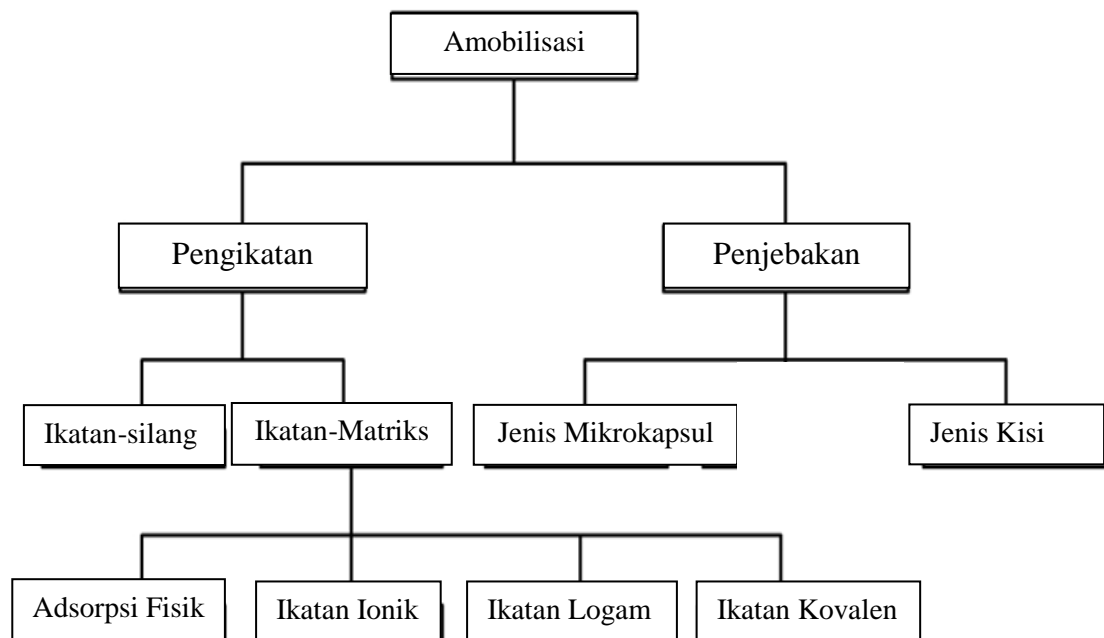 Amobilisasi
Pengikatan
Penjebakan
Ikatan-silang
Ikatan-Matriks
Jenis Mikrokapsul
Jenis Kisi
Adsorpsi Fisik
Ikatan Ionik
Ikatan Logam
Ikatan Kovalen